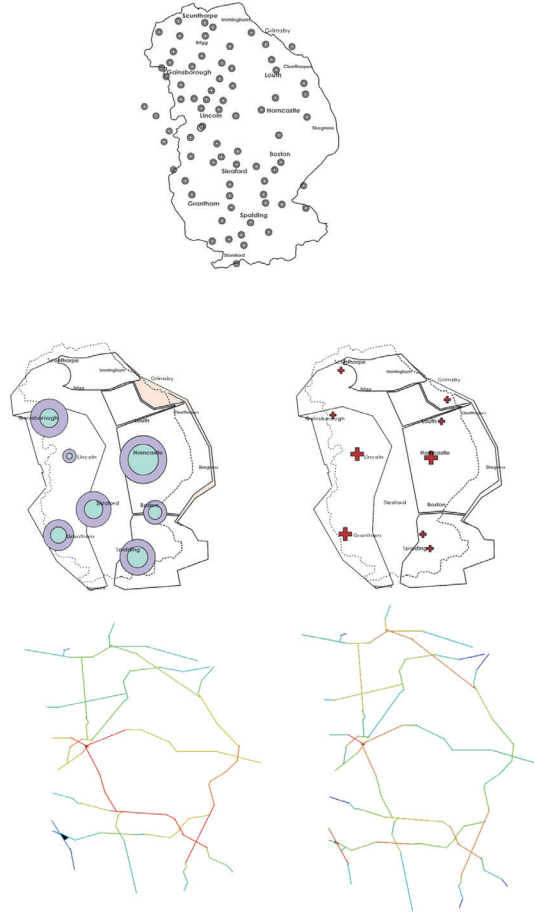 Scunthorpe
Immingham
Grimsby
Brigg
Cleethorpes
Gainsborough
Louth
Horncastle
Lincoln
Skegness
Boston
Sleaford
Grantham
Spalding
Stamford
Scunthorpe
Immingham
Grimsby
Brigg
Cleethorpes
Gainsborough
Louth
Horncastle
Lincoln
Skegness
Sleaford
Boston
Grantham
Spalding
Scunthorpe
Immingham
Grimsby
Brigg
Cleethorpes
Gainsborough
Louth
Horncastle
Lincoln
Skegness
Sleaford
Boston
Grantham
Spalding